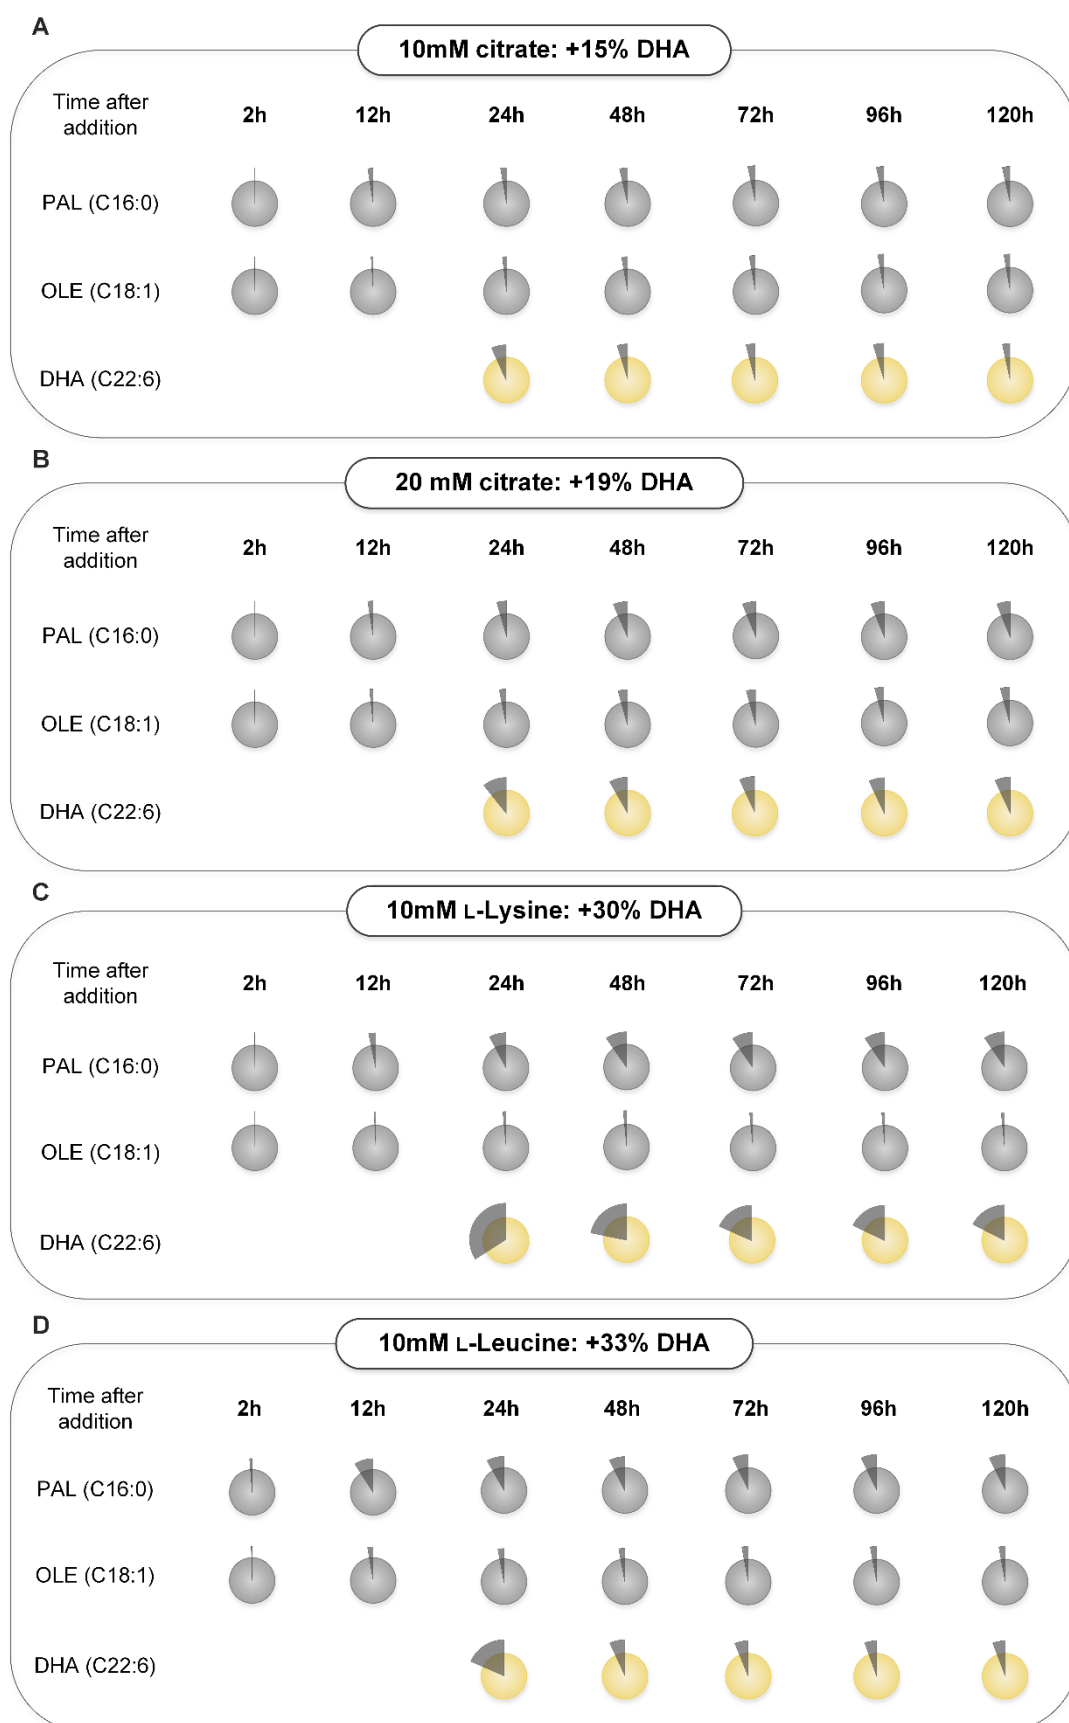 A
10mM citrate: +15% DHA
Time after
addition
2h 12h 24h 48h 72h 96h 120h
PAL (C16:0)
OLE (C18:1)
DHA (C22:6)
B
20 mM citrate: +19% DHA
Time after
addition
2h 12h 24h 48h 72h 96h 120h
PAL (C16:0)
OLE (C18:1)
DHA (C22:6)
C
10mM L-Lysine: +30% DHA
Time after
addition
2h 12h 24h 48h 72h 96h 120h
PAL (C16:0)
OLE (C18:1)
DHA (C22:6)
D
10mM L-Leucine: +33% DHA
Time after
addition
2h 12h 24h 48h 72h 96h 120h
PAL (C16:0)
OLE (C18:1)
DHA (C22:6)